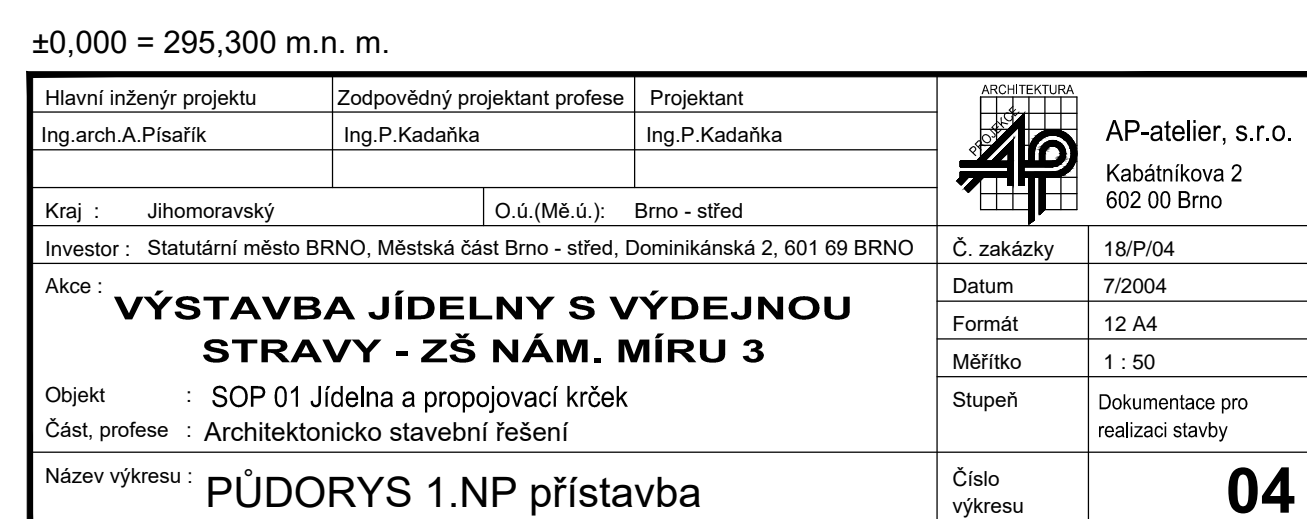 ±0,000 = 295,300 m.n. m.
Hlavní inženýr projektu Zodpovědný projektant profese Projektant
Ing.arch.A.Písařík Ing.P.Kadaňka Ing.P.Kadaňka
ARCHITEKTURA
PROJEKCE
AP
AP-atelier, s.r.o.
Kabátníkova 2
602 00 Brno
Kraj : Jihomoravský O.ú.(Mě.ú.): Brno - střed
Investor : Statutární město BRNO, Městská část Brno - střed, Dominikánská 2, 601 69 BRNO
Č. zakázky 18/P/04
Akce :
VÝSTAVBA JÍDELNY S VÝDEJNOU
STRAVY - ZŠ NÁM. MÍRU 3
Datum 7/2004
Formát 12 A4
Měřítko 1 : 50
Objekt : SOP 01 Jídelna a propojovací krček
Část, profese : Architektonicko stavební řešení
Stupeň Dokumentace pro
realizaci stavby
Název výkresu : PŮDORYS 1.NP přístavba
Číslo
výkresu
04